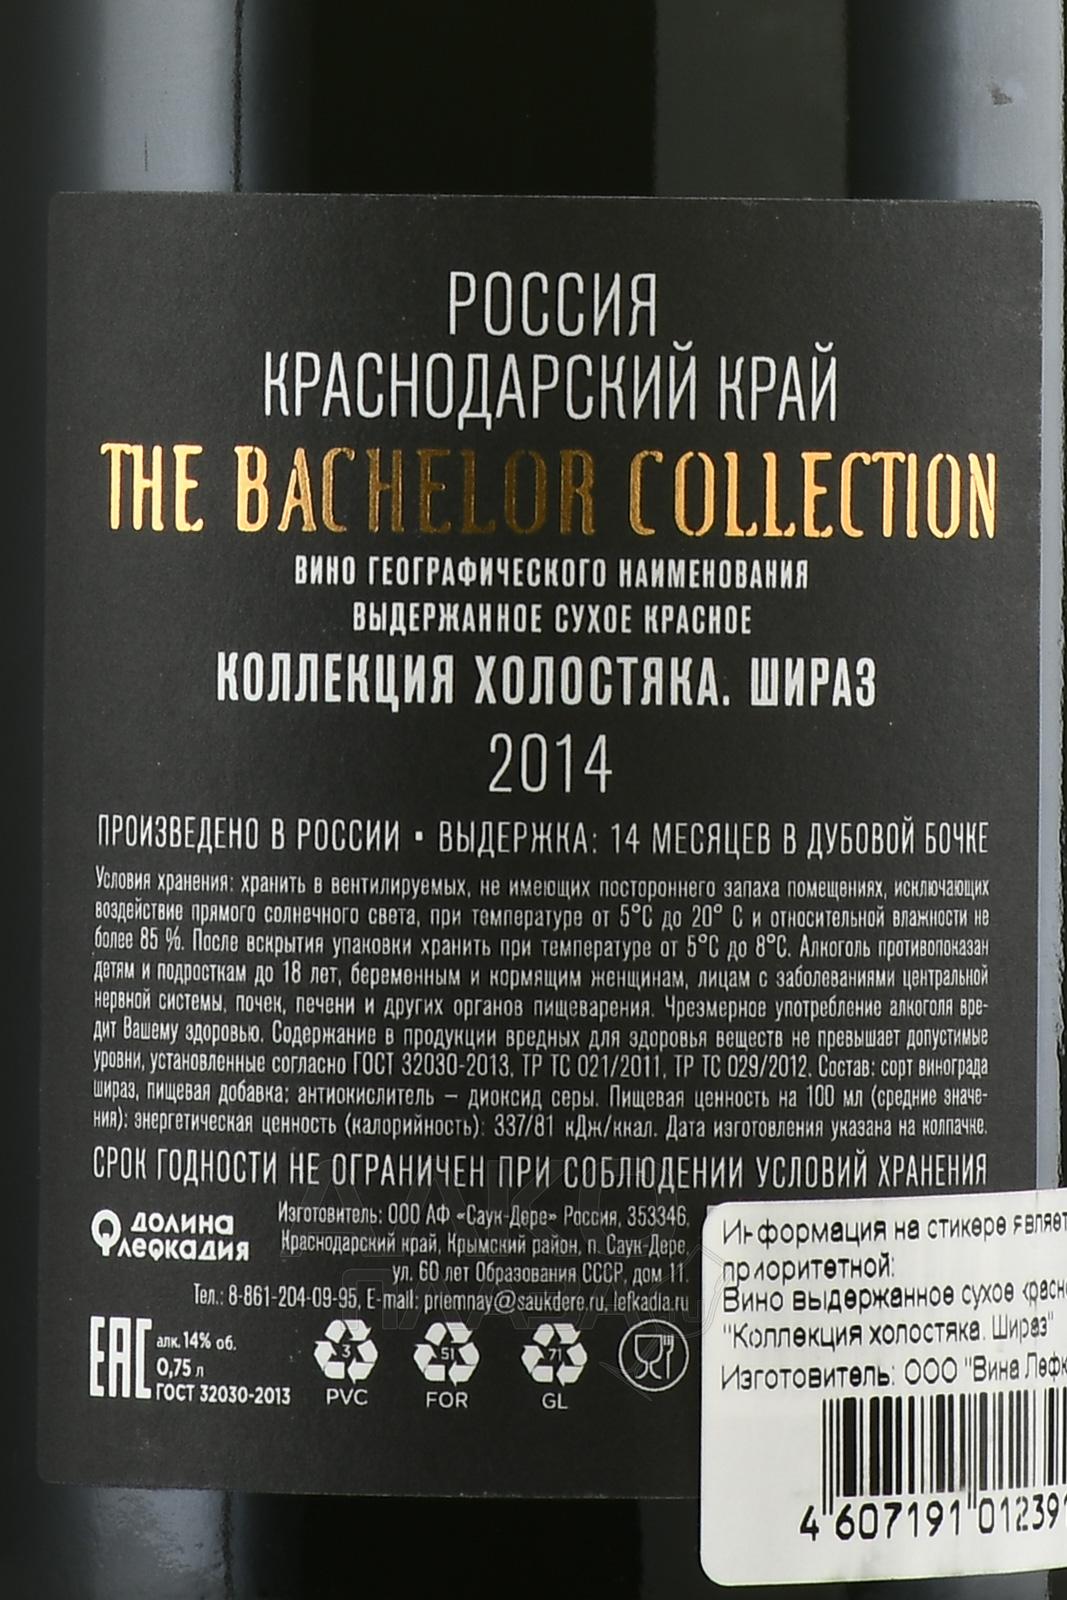 РОССИЯ
КРАСНОДАРСКИЙ КРАЙ
THE BACHELOR COLLECTION
ВИНО ГЕОГРАФИЧЕСКОГО НАИМЕНОВАНИЯ
ВЫДЕРЖАННОЕ СУХОЕ КРАСНОЕ
КОЛЛЕКЦИЯ ХОЛОСТЯКА. ШИРАЗ
2014
ПРОИЗВЕДЕНО В РОССИИ ▪ ВЫДЕРЖКА: 14 МЕСЯЦЕВ В ДУБОВОЙ БОЧКЕ
Условия хранения: хранить в вентилируемых, не имеющих постороннего запаха помещениях, исключающих
воздействие прямого солнечного света, при температуре от 5°C до 20° C и относительной влажности не
более 85 %. После вскрытия упаковки хранить при температуре от 5°C до 8°C. Алкоголь противопоказан
детям и подросткам до 18 лет, беременным и кормящим женщинам, лицам с заболеваниями центральной
нервной системы, почек, печени и других органов пищеварения. Чрезмерное употребление алкоголя вре-
дит Вашему здоровью. Содержание в продукции вредных для здоровья веществ не превышает допустимые
уровни, установленные согласно ГОСТ 32030-2013, ТР ТС 021/2011, ТР ТС 029/2012. Состав: сорт винограда
шираз, пищевая добавка: антиокислитель – диоксид серы. Пищевая ценность на 100 мл (средние значе-
ния): энергетическая ценность (калорийность): 337/81 кДж/ккал. Дата изготовления указана на колпачке.
СРОК ГОДНОСТИ НЕ ОГРАНИЧЕН ПРИ СОБЛЮДЕНИИ УСЛОВИЙ ХРАНЕНИЯ
долина
лефкадия
Изготовитель: ООО АФ «Саук-Дере» Россия, 353346,
Краснодарский край, Крымский район, п. Саук-Дере,
ул. 60 лет Образования СССР, дом 11.
Тел.: 8-861-204-09-95, E-mail: priemnay@saukdere.ru, lefkadia.ru
EAC
алк. 14% об.
0,75 л
ГОСТ 32030-2013
3
PVC
51
FOR
71
GL
Информация на стикере являет
приоритетной:
Вино выдержанное сухое красн
"Коллекция холостяка. Шираз"
Изготовитель: ООО "Вина Лефк
4 607191 012391